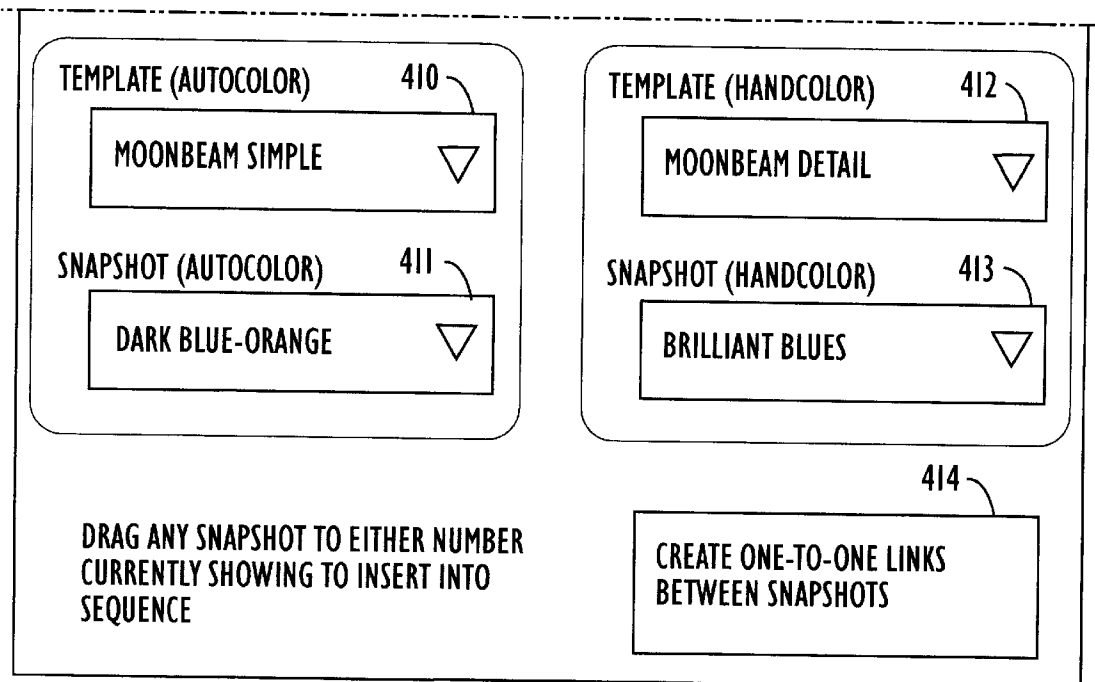 TEMPLATE (AUTOCOLOR) 410
MOONBEAM SIMPLE
SNAPSHOT (AUTOCOLOR) 411
DARK BLUE-ORANGE
TEMPLATE (HANDCOLOR) 412
MOONBEAM DETAIL
SNAPSHOT (HANDCOLOR) 413
BRILLIANT BLUES
DRAG ANY SNAPSHOT TO EITHER NUMBER
CURRENTLY SHOWING TO INSERT INTO
SEQUENCE
414
CREATE ONE-TO-ONE LINKS
BETWEEN SNAPSHOTS